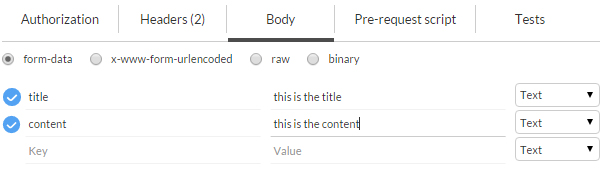 Authorization Headers (2) Body Pre-request script Tests
form-data x-www-form-urlencoded raw binary
title this is the title Text
content this is the content Text
Key Value Text